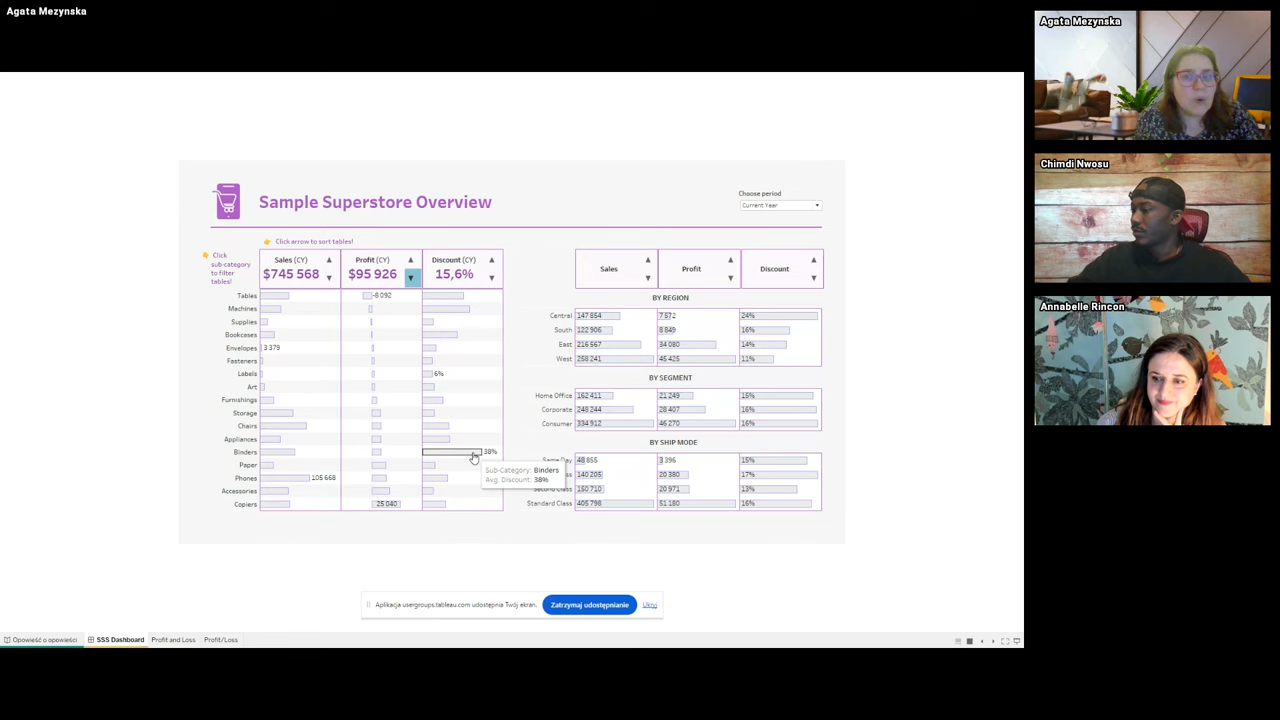 Agata Mezynska
Agata Mezynska
Chimdi Nwosu
Annabelle Rincon
Sample Superstore Overview
Choose period
Current Year
Click arrow to sort tables!
Click
sub-category
to filter
tables!
Sales (CY)
$745 568
Profit (CY)
$95 926
Discount (CY)
15,6%
Tables -8 092
Machines
Supplies
Bookcases
Envelopes 3 379
Fasteners
Labels 6%
Art
Furnishings
Storage
Chairs
Appliances
Binders 38%
Paper
Phones 105 668
Accessories
Copiers 25 040
Sub-Category: Binders
Avg. Discount: 38%
Sales Profit Discount
BY REGION
Central 147 854 7 572 24%
South 122 906 8 849 16%
East 216 567 34 080 14%
West 258 241 45 425 11%
BY SEGMENT
Home Office 162 411 21 249 15%
Corporate 248 244 28 407 16%
Consumer 334 912 46 270 16%
BY SHIP MODE
48 855 3 396 15%
140 205 20 380 17%
150 710 20 971 13%
Standard Class 405 798 51 180 16%
Aplikacja usergroups.tableau.com udostępnia Twój ekran.
Zatrzymaj udostępnianie
Ukryj
Opowieść o opowieści
SSS Dashboard
Profit and Loss
Profit/Loss